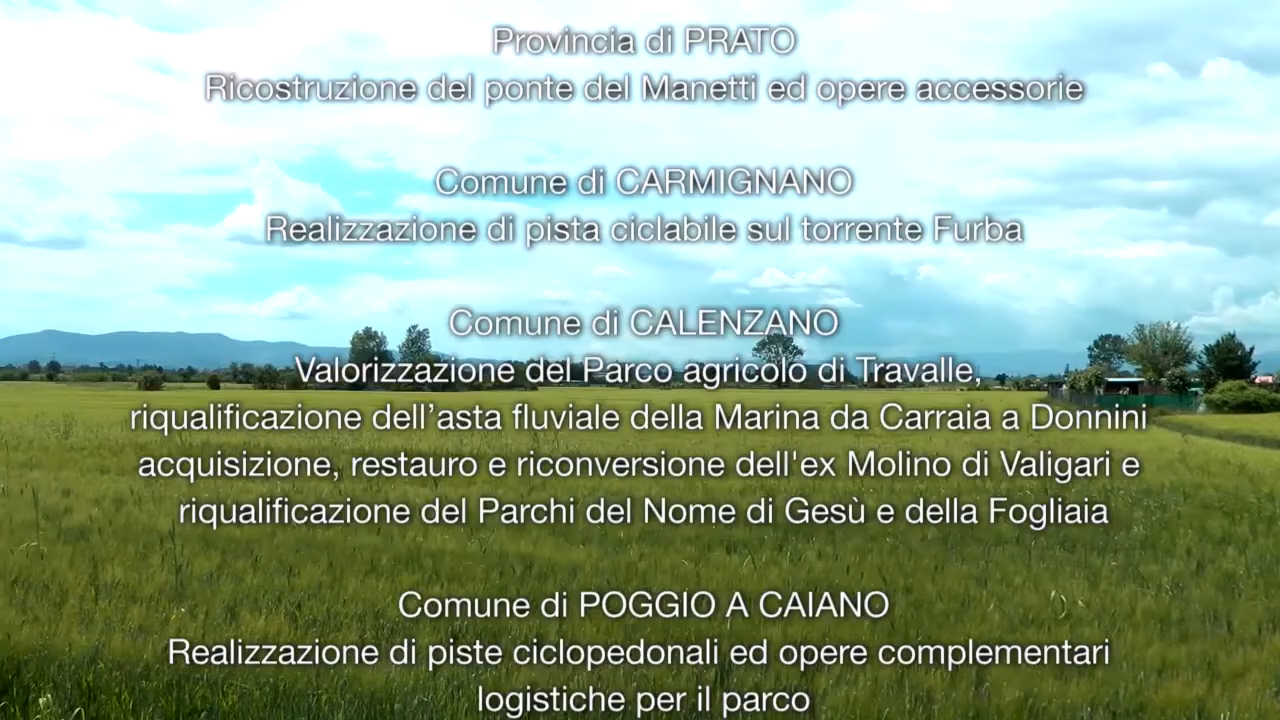 Provincia di PRATO
Ricostruzione del ponte del Manetti ed opere accessorie
Comune di CARMIGNANO
Realizzazione di pista ciclabile sul torrente Furba
Comune di CALENZANO
Valorizzazione del Parco agricolo di Travalle,
riqualificazione dell’asta fluviale della Marina da Carraia a Donnini
acquisizione, restauro e riconversione dell'ex Molino di Valigari e
riqualificazione del Parchi del Nome di Gesù e della Fogliaia
Comune di POGGIO A CAIANO
Realizzazione di piste ciclopedonali ed opere complementari
logistiche per il parco